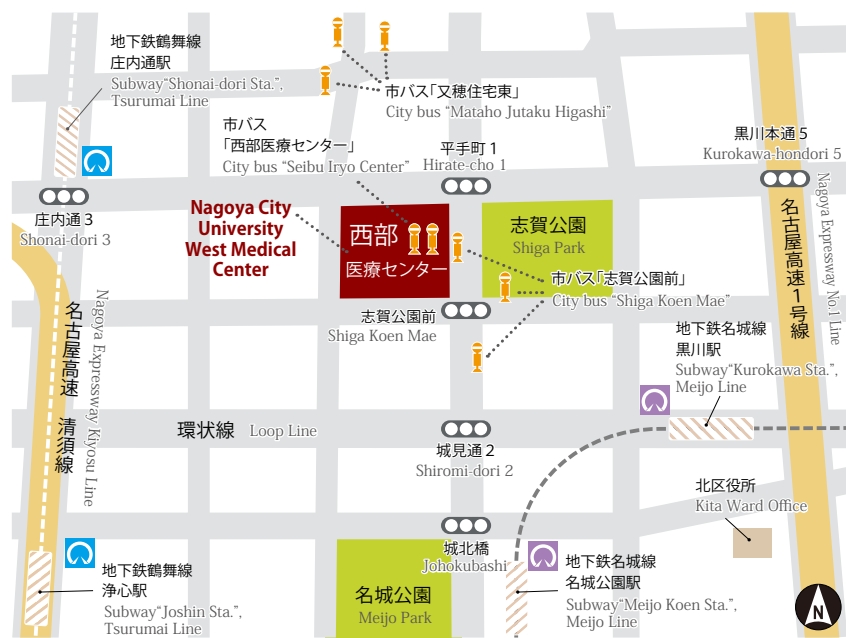 地下鉄鶴舞線
庄内通駅
Subway“Shonai-dori Sta.”,
Tsurumai Line
市バス「又穂住宅東」
City bus “Mataho Jutaku Higashi”
市バス
「西部医療センター」
City bus “Seibu Iryo Center”
平手町 1
Hirate-cho 1
黒川本通 5
Kurokawa-hondori 5
庄内通 3
Shonai-dori 3
Nagoya City
University
West Medical
Center
西部
医療センター
志賀公園
Shiga Park
市バス「志賀公園前」
City bus “Shiga Koen Mae”
志賀公園前
Shiga Koen Mae
名古屋高速1号線
Nagoya Expressway No.1 Line
名古屋高速 清須線
Nagoya Expressway Kiyosu Line
地下鉄名城線
黒川駅
Subway“Kurokawa Sta.”,
Meijo Line
環状線 Loop Line
城見通 2
Shiromi-dori 2
北区役所
Kita Ward Office
城北橋
Johokubashi
地下鉄鶴舞線
浄心駅
Subway“Joshin Sta.”,
Tsurumai Line
名城公園
Meijo Park
地下鉄名城線
名城公園駅
Subway“Meijo Koen Sta.”,
Meijo Line
N